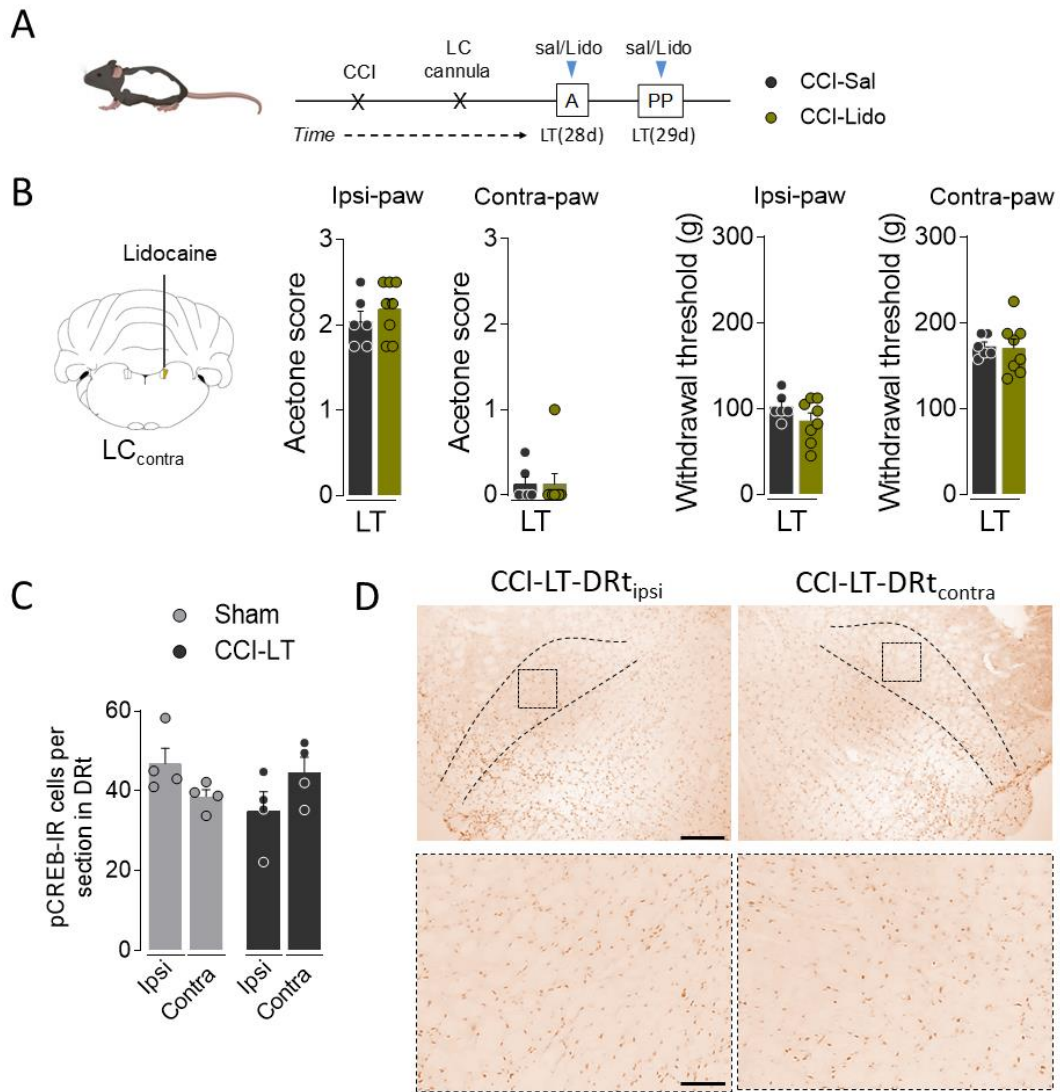 A
CCI
LC
cannula
sal/Lido
sal/Lido
A
PP
Time
LT(28d)
LT(29d)
CCI-Sal
CCI-Lido
B
Lidocaine
LCcontra
Ipsi-paw
Contra-paw
Ipsi-paw
Contra-paw
Acetone score
3
2
1
0
LT
Acetone score
3
2
1
0
LT
Withdrawal threshold (g)
300
200
100
0
LT
Withdrawal threshold (g)
300
200
100
0
LT
C
Sham
CCI-LT
pCREB-IR cells per
section in DRt
60
40
20
0
Ipsi
Contra
Ipsi
Contra
D
CCI-LT-DRtipsi
CCI-LT-DRtcontra